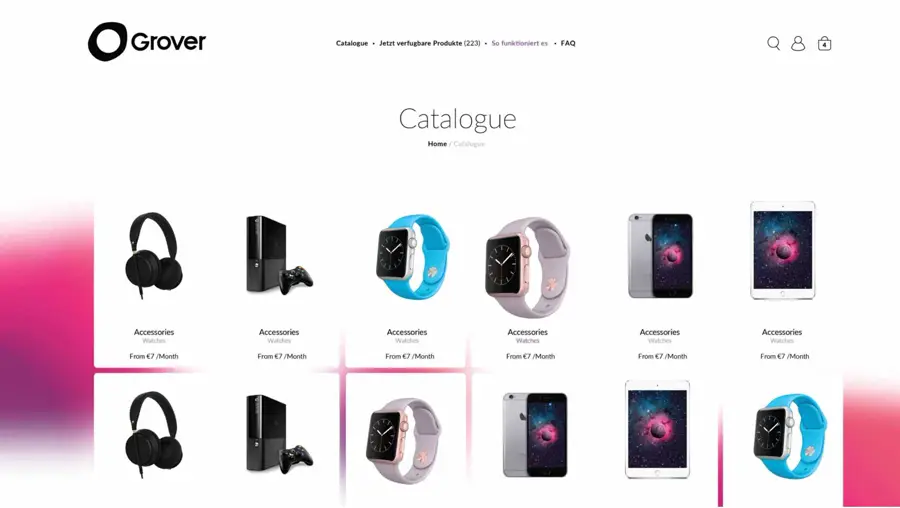 Grover
Catalogue • Jetzt verfugbare Produkte (223) • So funktioniert es • FAQ
4
Catalogue
Home / Catalogue
Accessories
Watches
From €7 /Month
Accessories
Watches
From €7 /Month
Accessories
Watches
From €7 /Month
Accessories
Watches
From €7 /Month
Accessories
Watches
From €7 /Month
Accessories
Watches
From €7 /Month